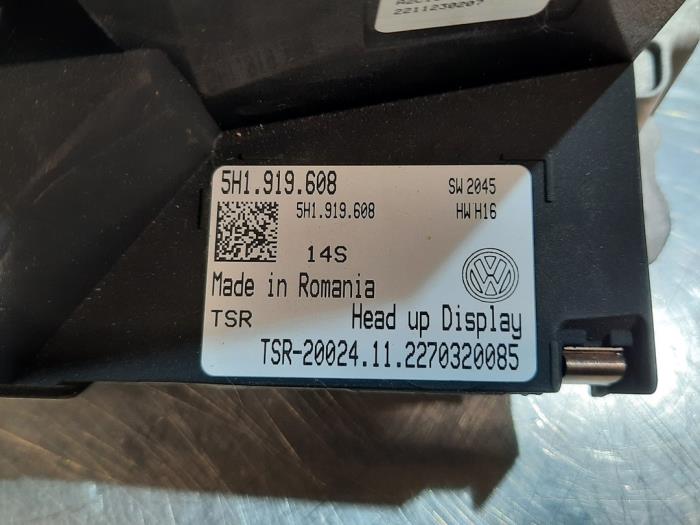 2211230207
5H1.919.608 SW 2045
5H1.919.608 HW H16
14S
Made in Romania
TSR Head up Display
TSR-20024.11.2270320085